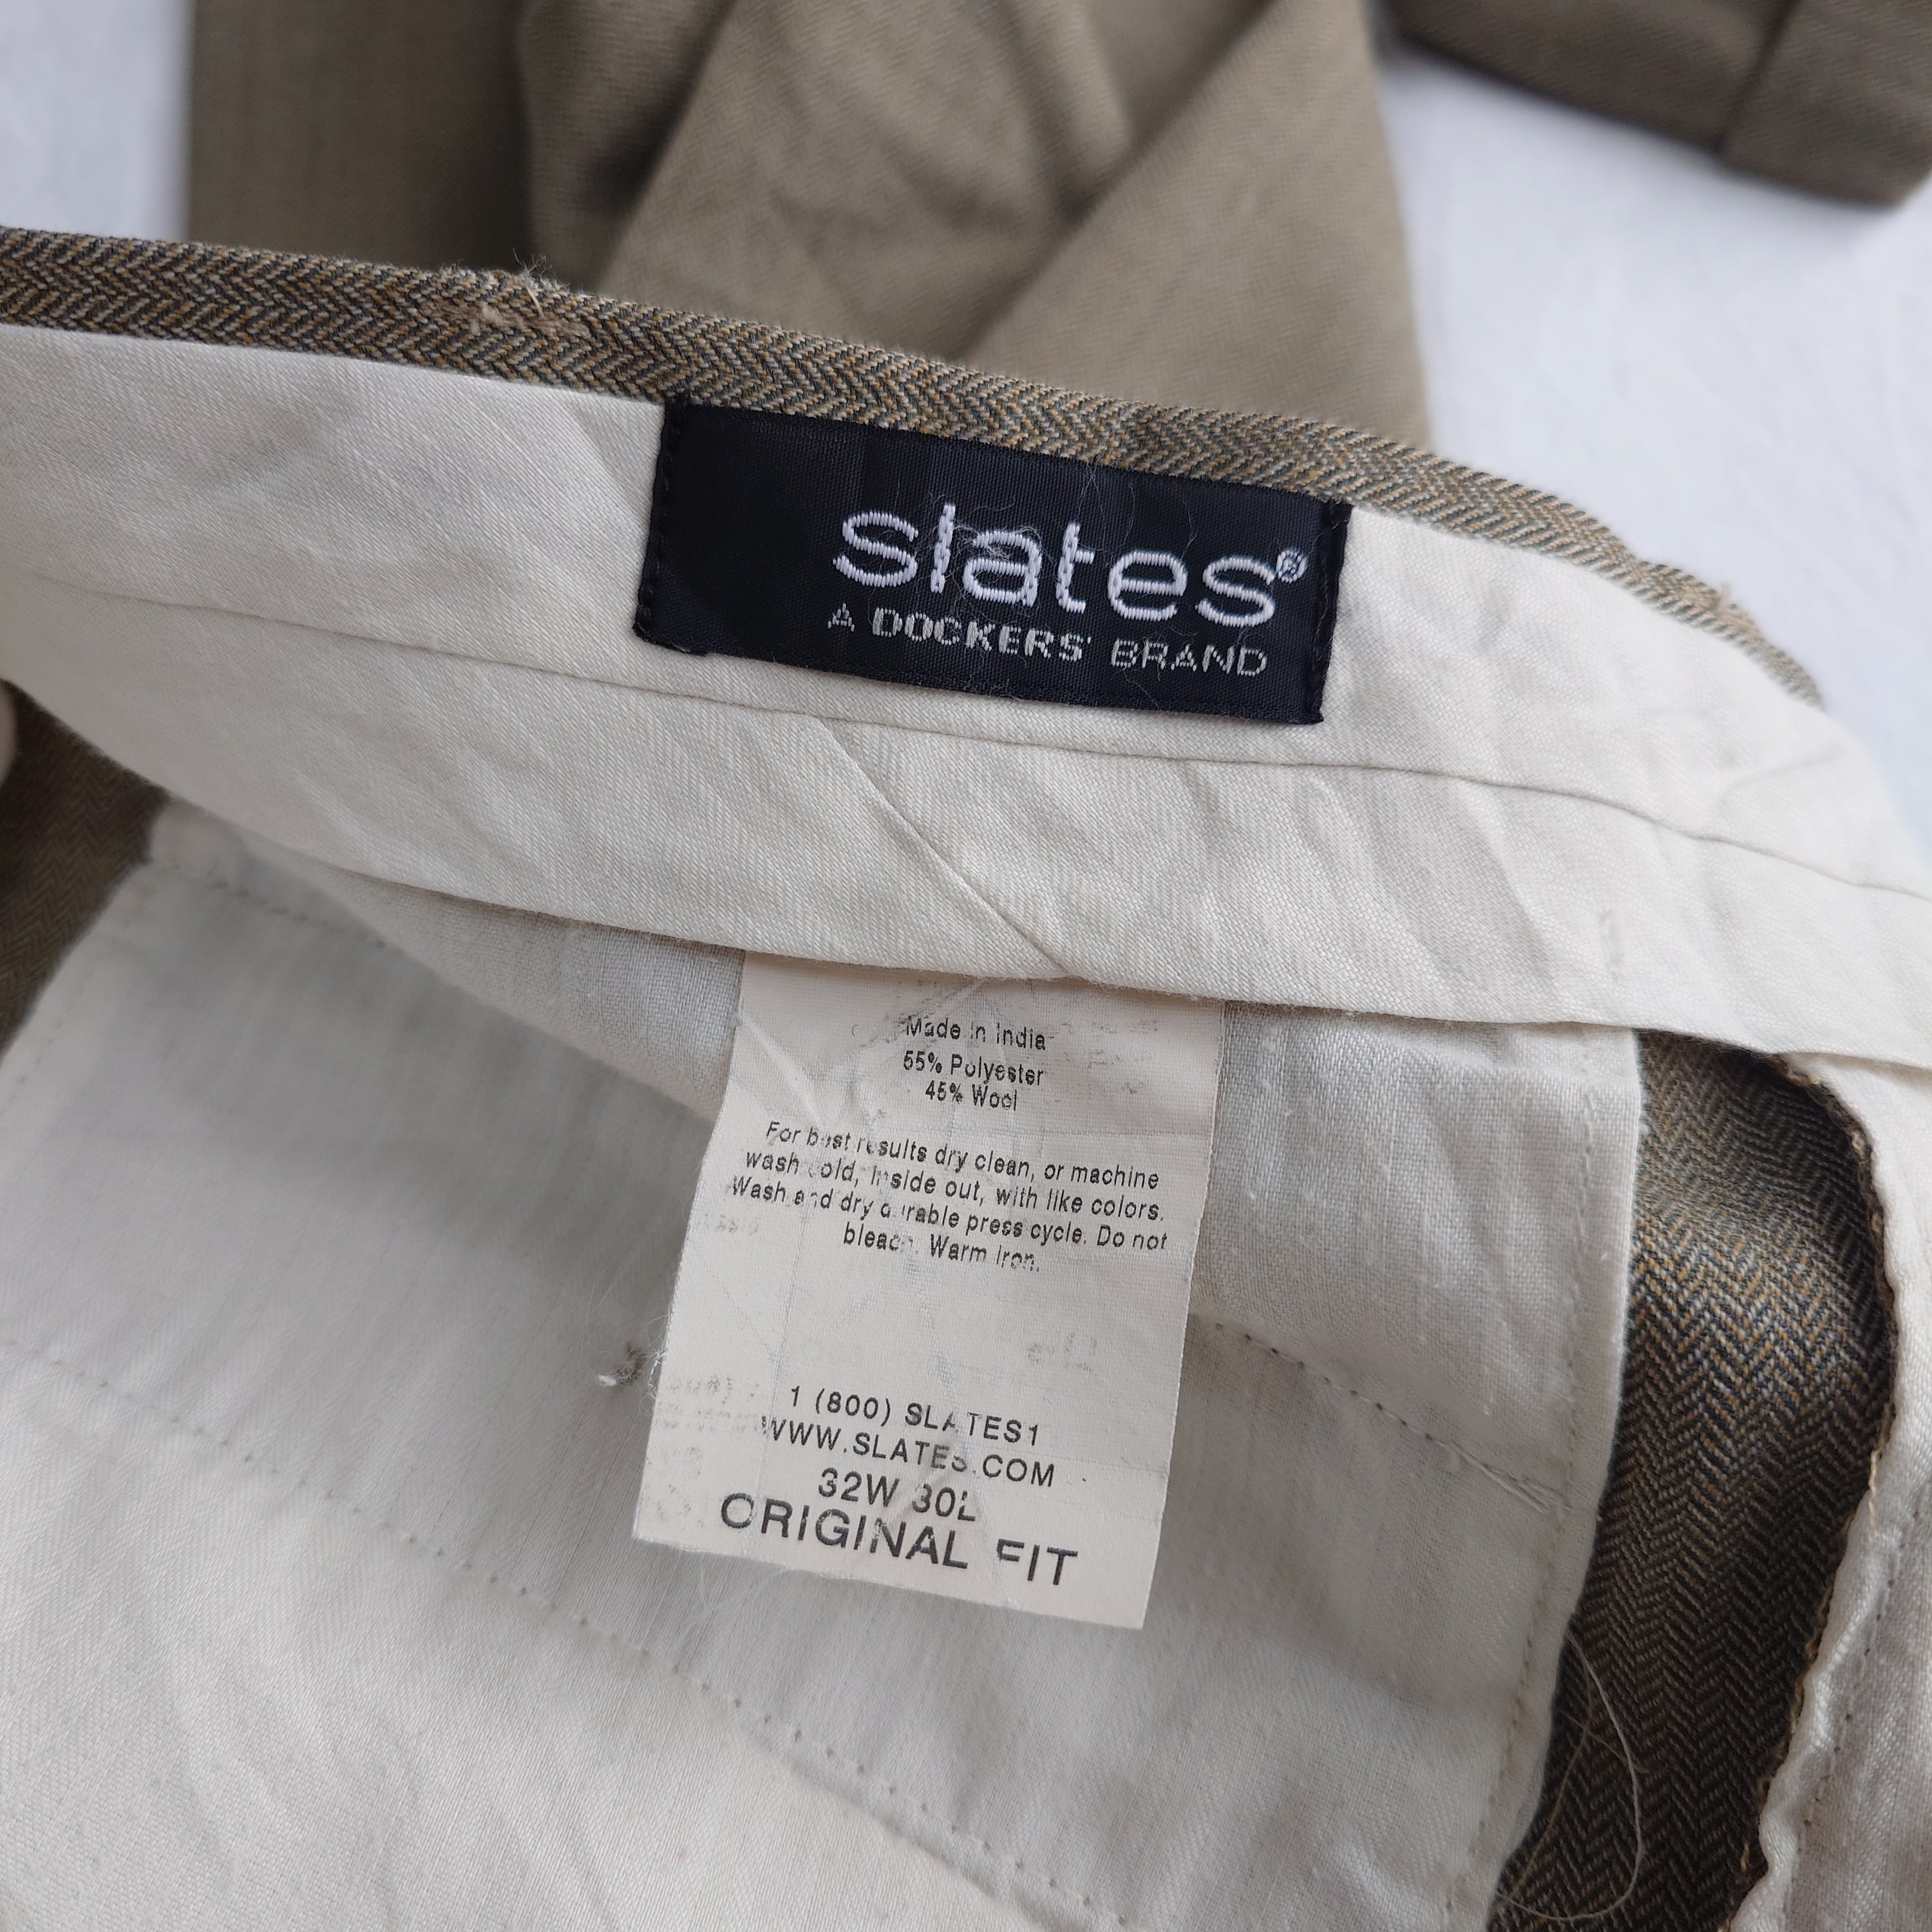 slates®
A DOCKERS' BRAND
Made in India
55% Polyester
45% Wool
For best results dry clean, or machine
wash cold, inside out, with like colors.
Wash and dry durable press cycle. Do not
bleach. Warm iron.
1 (800) SLATES1
WWW.SLATES.COM
32W 30L
ORIGINAL FIT